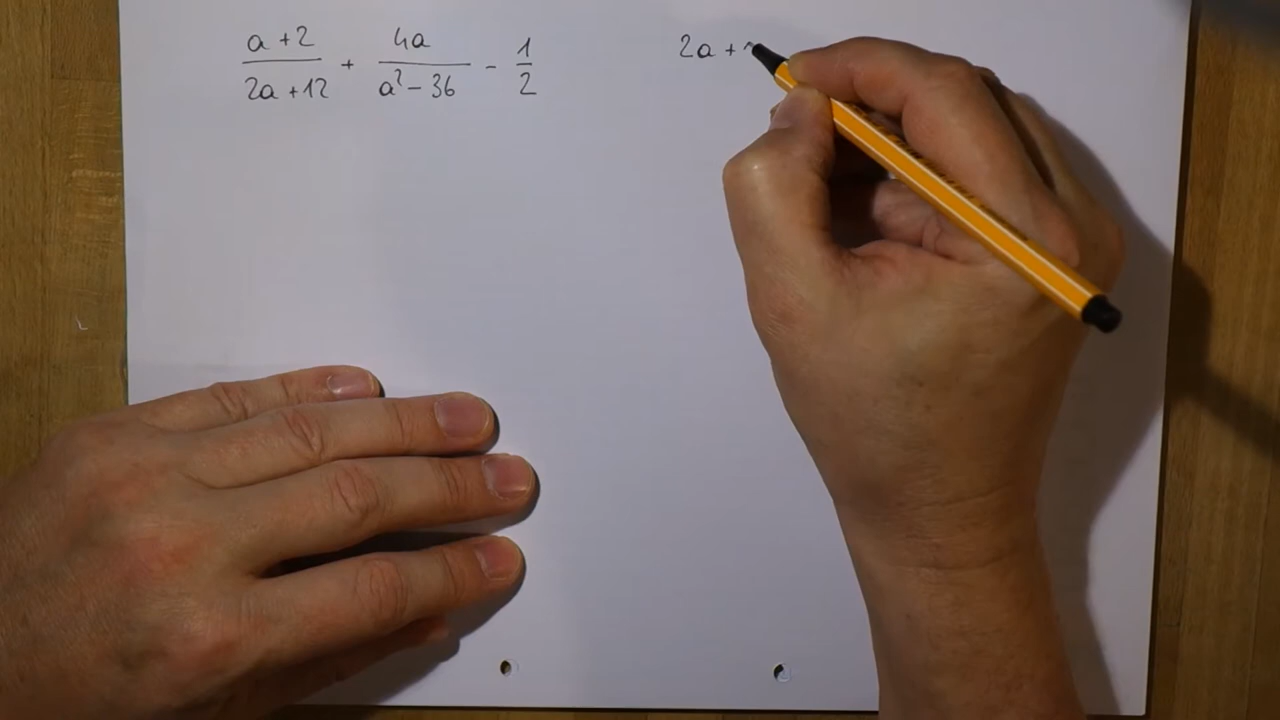 a + 2 / 2a + 12 + 4a / a² - 36 - 1 / 2
2a +